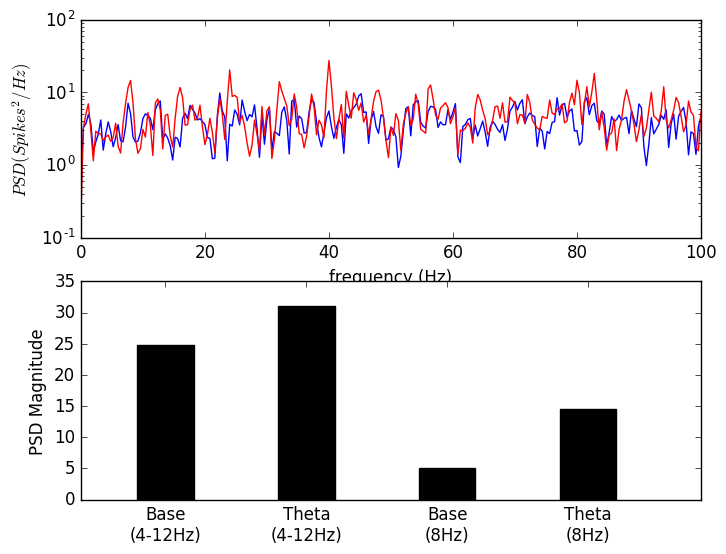 10^2
10^1
10^0
10^-1
PSD(Spikes^2/Hz)
0 20 40 60 80 100
frequency (Hz)
35
30
25
20
15
10
5
0
PSD Magnitude
Base Theta Base Theta
(4-12Hz) (4-12Hz) (8Hz) (8Hz)